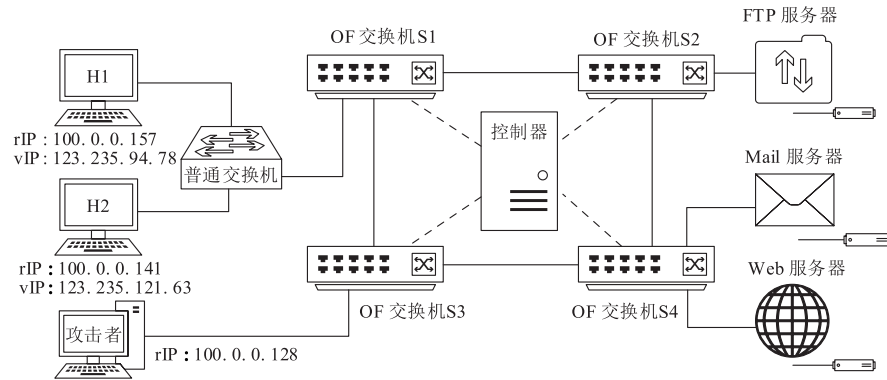 FTP 服务器
OF 交换机S1
OF 交换机S2
H1
控制器
rIP：100. 0. 0. 157
vIP：123. 235. 94. 78
普通交换机
Mail 服务器
H2
rIP：100. 0. 0. 141
vIP：123. 235. 121. 63
Web 服务器
OF 交换机S3
OF 交换机S4
攻击者
rIP：100. 0. 0. 128